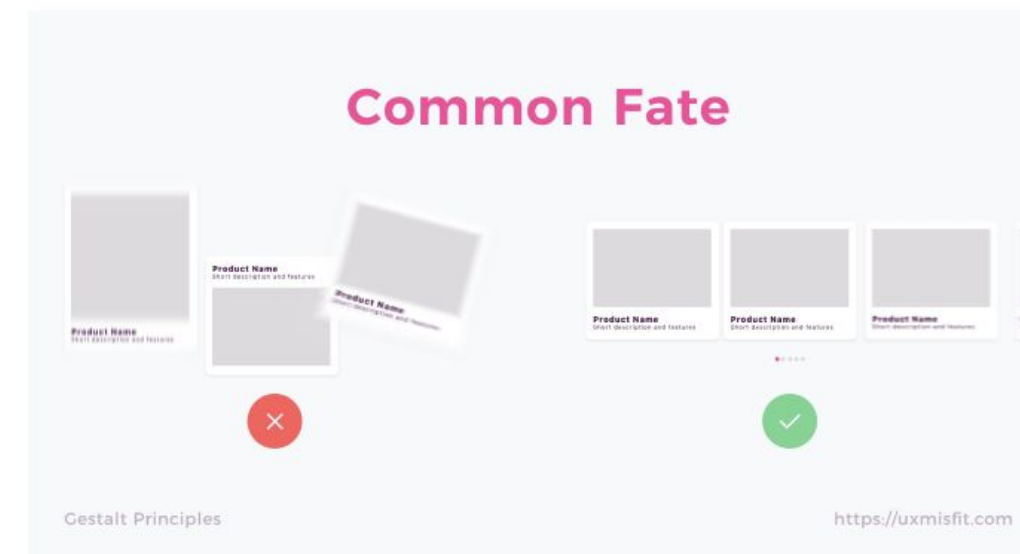 Common Fate
Product Name
Short description and features
Product Name
Short description and features
Product Name
Short description and features
Product Name
Short description and features
Product Name
Short description and features
Product Name
Short description and features
Gestalt Principles
https://uxmisfit.com